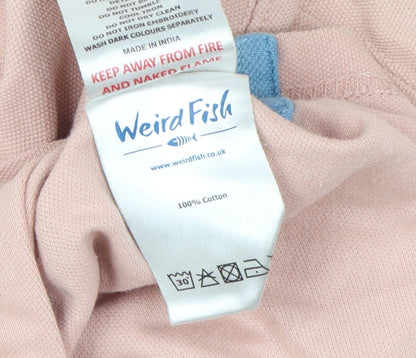 DO NOT TUMBLE
COOL IRON
DO NOT DRY CLEAN
DO NOT IRON EMBROIDERY
WASH DARK COLOURS SEPARATELY
MADE IN INDIA
KEEP AWAY FROM FIRE
AND NAKED FLAME
Weird Fish
www.weirdfish.co.uk
100% Cotton
30